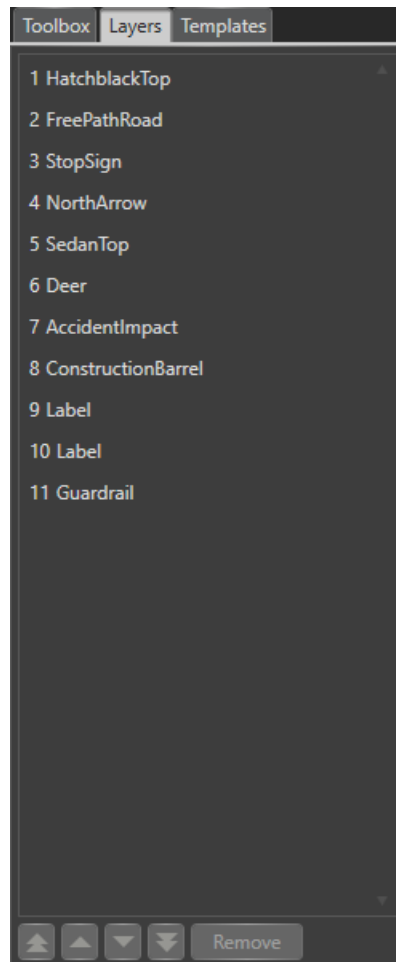 Toolbox Layers Templates
1 HatchblackTop
2 FreePathRoad
3 StopSign
4 NorthArrow
5 SedanTop
6 Deer
7 AccidentImpact
8 ConstructionBarrel
9 Label
10 Label
11 Guardrail
Remove